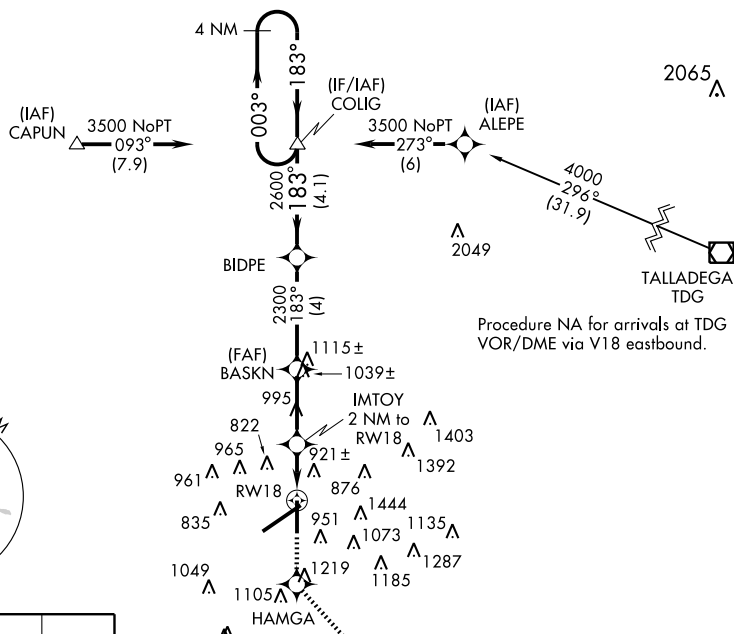 4 NM
003°
183°
(IF/IAF)
COLIG
(IAF)
CAPUN
3500 NoPT
093°
(7.9)
3500 NoPT
273°
(6)
(IAF)
ALEPE
2065
4000
296°
(31.9)
2600
183°
(4.1)
2049
TALLADEGA
TDG
BIDPE
Procedure NA for arrivals at TDG
VOR/DME via V18 eastbound.
2300
183°
(4)
(FAF)
BASKN
1115±
1039±
995
IMTOY
2 NM to
RW18
1403
822
965
961
921±
876
1392
RW18
835
951
1444
1073
1135
1287
1185
1049
1219
1105
HAMGA